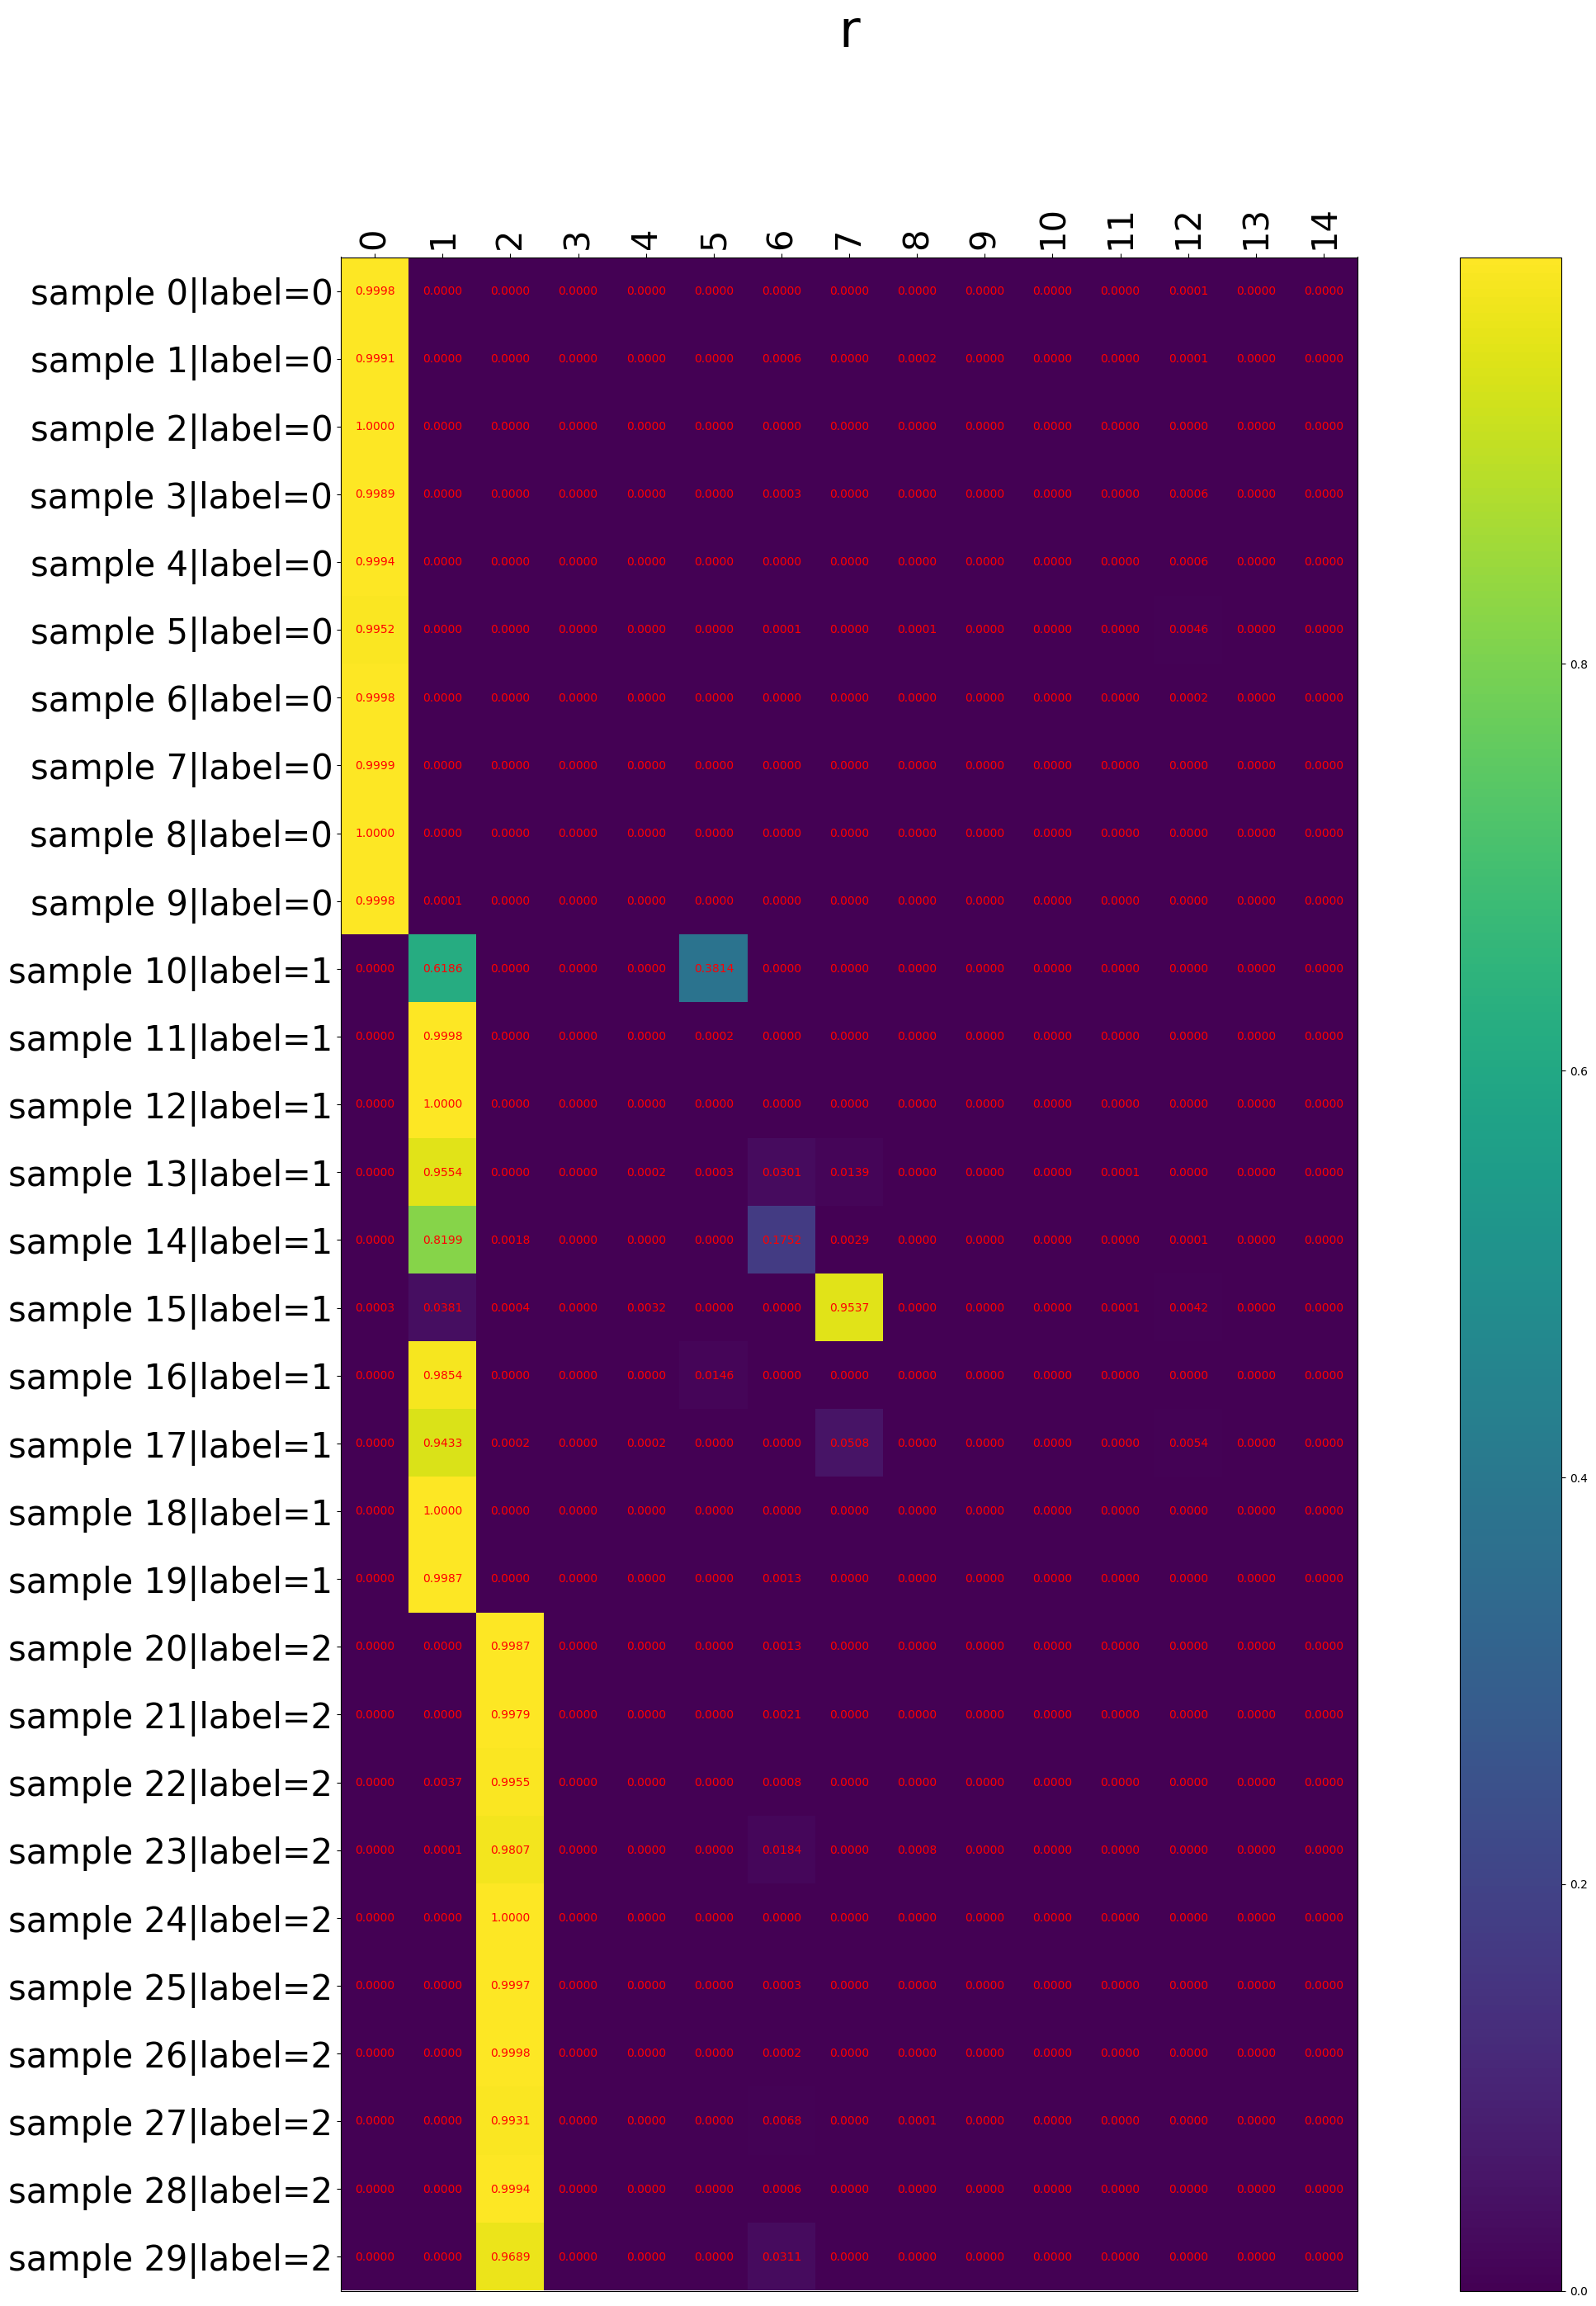 r
0 1 2 3 4 5 6 7 8 9 10 11 12 13 14
sample 0|label=0 0.9998 0.0000 0.0000 0.0000 0.0000 0.0000 0.0000 0.0000 0.0000 0.0000 0.0000 0.0000 0.0001 0.0000 0.0000
sample 1|label=0 0.9991 0.0000 0.0000 0.0000 0.0000 0.0000 0.0006 0.0000 0.0002 0.0000 0.0000 0.0000 0.0001 0.0000 0.0000
sample 2|label=0 1.0000 0.0000 0.0000 0.0000 0.0000 0.0000 0.0000 0.0000 0.0000 0.0000 0.0000 0.0000 0.0000 0.0000 0.0000
sample 3|label=0 0.9989 0.0000 0.0000 0.0000 0.0000 0.0000 0.0003 0.0000 0.0000 0.0000 0.0000 0.0000 0.0006 0.0000 0.0000
sample 4|label=0 0.9994 0.0000 0.0000 0.0000 0.0000 0.0000 0.0000 0.0000 0.0000 0.0000 0.0000 0.0000 0.0006 0.0000 0.0000
sample 5|label=0 0.9952 0.0000 0.0000 0.0000 0.0000 0.0000 0.0001 0.0000 0.0001 0.0000 0.0000 0.0000 0.0046 0.0000 0.0000
0.8
sample 6|label=0 0.9998 0.0000 0.0000 0.0000 0.0000 0.0000 0.0000 0.0000 0.0000 0.0000 0.0000 0.0000 0.0002 0.0000 0.0000
sample 7|label=0 0.9999 0.0000 0.0000 0.0000 0.0000 0.0000 0.0000 0.0000 0.0000 0.0000 0.0000 0.0000 0.0000 0.0000 0.0000
sample 8|label=0 1.0000 0.0000 0.0000 0.0000 0.0000 0.0000 0.0000 0.0000 0.0000 0.0000 0.0000 0.0000 0.0000 0.0000 0.0000
sample 9|label=0 0.9998 0.0001 0.0000 0.0000 0.0000 0.0000 0.0000 0.0000 0.0000 0.0000 0.0000 0.0000 0.0000 0.0000 0.0000
sample 10|label=1 0.0000 0.6186 0.0000 0.0000 0.0000 0.3814 0.0000 0.0000 0.0000 0.0000 0.0000 0.0000 0.0000 0.0000 0.0000
sample 11|label=1 0.0000 0.9998 0.0000 0.0000 0.0000 0.0002 0.0000 0.0000 0.0000 0.0000 0.0000 0.0000 0.0000 0.0000 0.0000
0.6
sample 12|label=1 0.0000 1.0000 0.0000 0.0000 0.0000 0.0000 0.0000 0.0000 0.0000 0.0000 0.0000 0.0000 0.0000 0.0000 0.0000
sample 13|label=1 0.0000 0.9554 0.0000 0.0000 0.0002 0.0003 0.0301 0.0139 0.0000 0.0000 0.0000 0.0001 0.0000 0.0000 0.0000
sample 14|label=1 0.0000 0.8199 0.0018 0.0000 0.0000 0.0000 0.1752 0.0029 0.0000 0.0000 0.0000 0.0000 0.0001 0.0000 0.0000
sample 15|label=1 0.0003 0.0381 0.0004 0.0000 0.0032 0.0000 0.0000 0.9537 0.0000 0.0000 0.0000 0.0001 0.0042 0.0000 0.0000
sample 16|label=1 0.0000 0.9854 0.0000 0.0000 0.0000 0.0146 0.0000 0.0000 0.0000 0.0000 0.0000 0.0000 0.0000 0.0000 0.0000
sample 17|label=1 0.0000 0.9433 0.0002 0.0000 0.0002 0.0000 0.0000 0.0508 0.0000 0.0000 0.0000 0.0000 0.0054 0.0000 0.0000
0.4
sample 18|label=1 0.0000 1.0000 0.0000 0.0000 0.0000 0.0000 0.0000 0.0000 0.0000 0.0000 0.0000 0.0000 0.0000 0.0000 0.0000
sample 19|label=1 0.0000 0.9987 0.0000 0.0000 0.0000 0.0000 0.0013 0.0000 0.0000 0.0000 0.0000 0.0000 0.0000 0.0000 0.0000
sample 20|label=2 0.0000 0.0000 0.9987 0.0000 0.0000 0.0000 0.0013 0.0000 0.0000 0.0000 0.0000 0.0000 0.0000 0.0000 0.0000
sample 21|label=2 0.0000 0.0000 0.9979 0.0000 0.0000 0.0000 0.0021 0.0000 0.0000 0.0000 0.0000 0.0000 0.0000 0.0000 0.0000
sample 22|label=2 0.0000 0.0037 0.9955 0.0000 0.0000 0.0000 0.0008 0.0000 0.0000 0.0000 0.0000 0.0000 0.0000 0.0000 0.0000
sample 23|label=2 0.0000 0.0001 0.9807 0.0000 0.0000 0.0000 0.0184 0.0000 0.0008 0.0000 0.0000 0.0000 0.0000 0.0000 0.0000
0.2
sample 24|label=2 0.0000 0.0000 1.0000 0.0000 0.0000 0.0000 0.0000 0.0000 0.0000 0.0000 0.0000 0.0000 0.0000 0.0000 0.0000
sample 25|label=2 0.0000 0.0000 0.9997 0.0000 0.0000 0.0000 0.0003 0.0000 0.0000 0.0000 0.0000 0.0000 0.0000 0.0000 0.0000
sample 26|label=2 0.0000 0.0000 0.9998 0.0000 0.0000 0.0000 0.0002 0.0000 0.0000 0.0000 0.0000 0.0000 0.0000 0.0000 0.0000
sample 27|label=2 0.0000 0.0000 0.9931 0.0000 0.0000 0.0000 0.0068 0.0000 0.0001 0.0000 0.0000 0.0000 0.0000 0.0000 0.0000
sample 28|label=2 0.0000 0.0000 0.9994 0.0000 0.0000 0.0000 0.0006 0.0000 0.0000 0.0000 0.0000 0.0000 0.0000 0.0000 0.0000
sample 29|label=2 0.0000 0.0000 0.9689 0.0000 0.0000 0.0000 0.0311 0.0000 0.0000 0.0000 0.0000 0.0000 0.0000 0.0000 0.0000
0.0